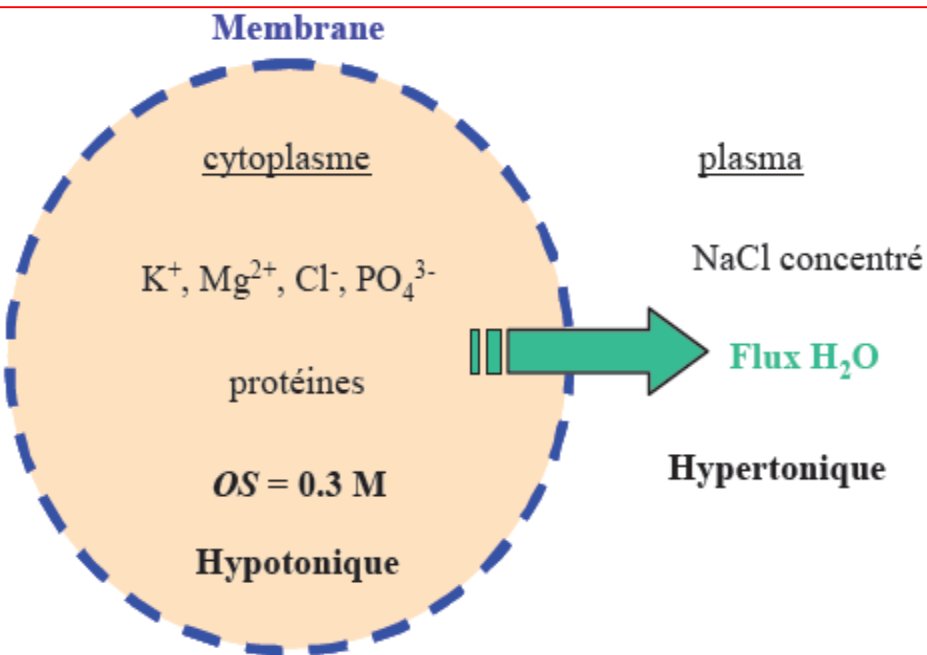 Membrane
cytoplasme
plasma
NaCl concentré
K⁺, Mg²⁺, Cl⁻, PO₄³⁻
Flux H₂O
protéines
Hypertonique
OS = 0.3 M
Hypotonique